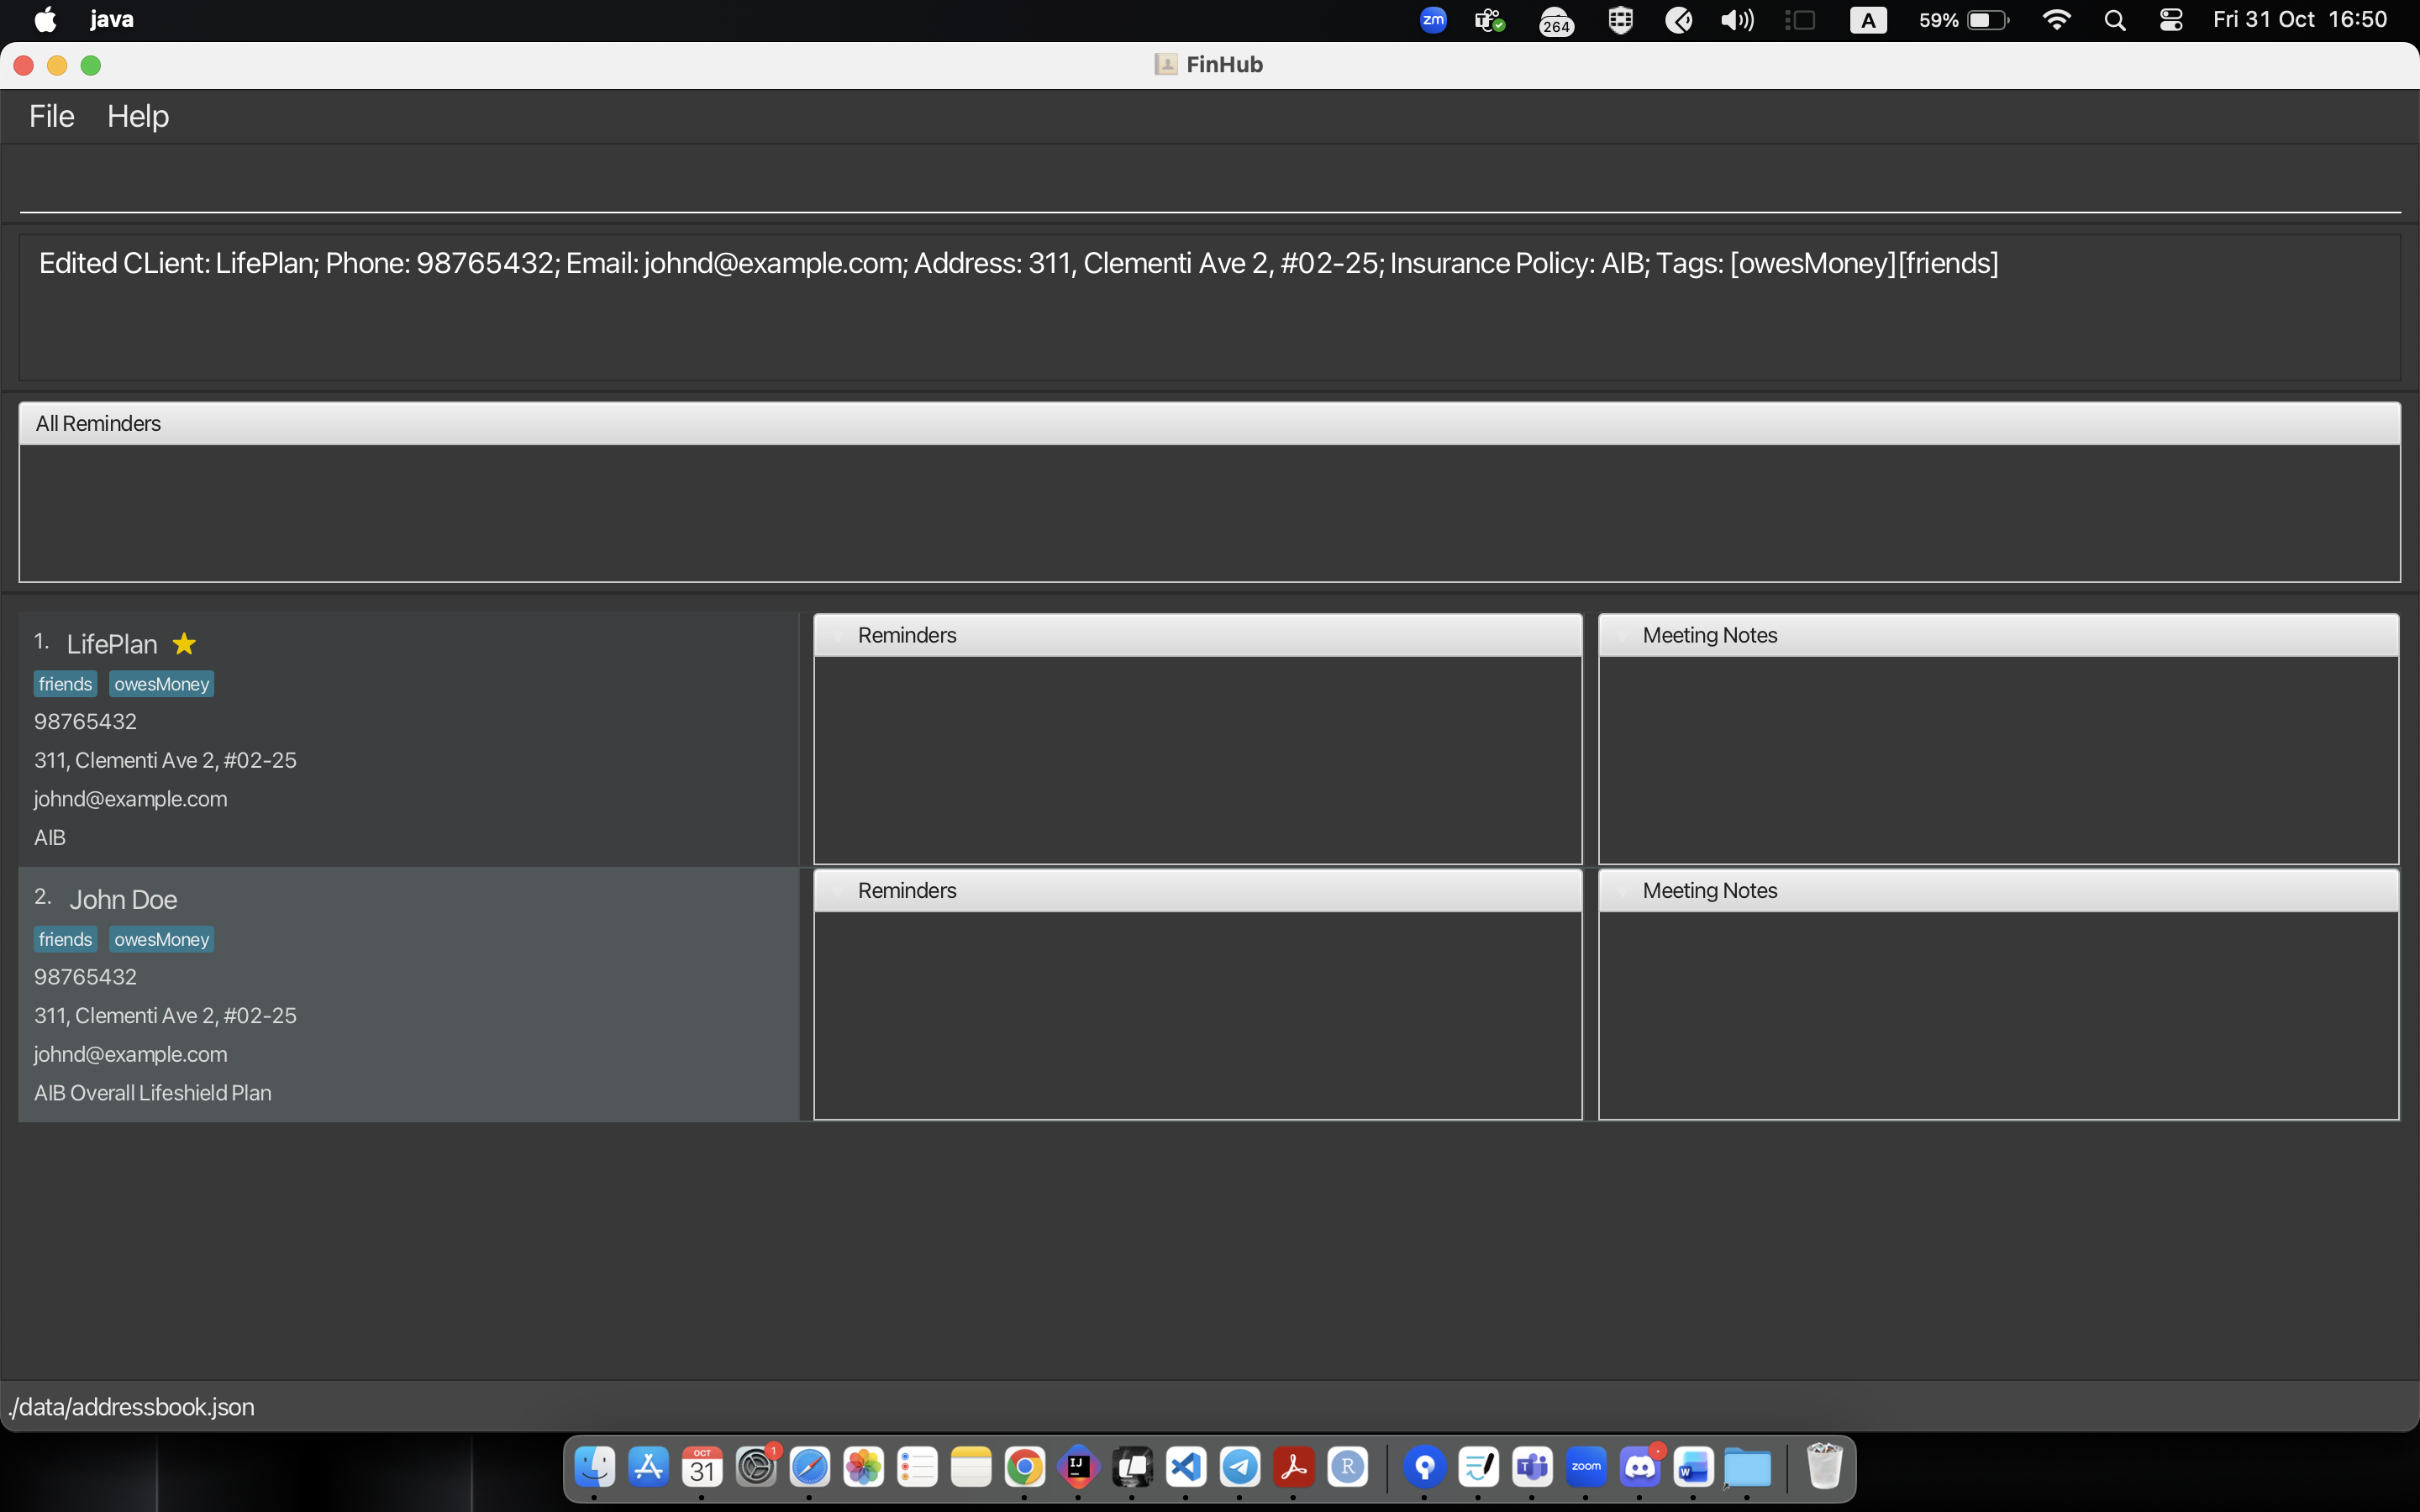 java
zm
264
A
59%
Fri 31 Oct 16:50
FinHub
File Help
Edited CLient: LifePlan; Phone: 98765432; Email: johnd@example.com; Address: 311, Clementi Ave 2, #02-25; Insurance Policy: AIB; Tags: [owesMoney][friends]
All Reminders
1. LifePlan
friends owesMoney
98765432
311, Clementi Ave 2, #02-25
johnd@example.com
AIB
Reminders
Meeting Notes
2. John Doe
friends owesMoney
98765432
311, Clementi Ave 2, #02-25
johnd@example.com
AIB Overall Lifeshield Plan
Reminders
Meeting Notes
./data/addressbook.json
OCT
31
1
IJ
R
T
zoom
W